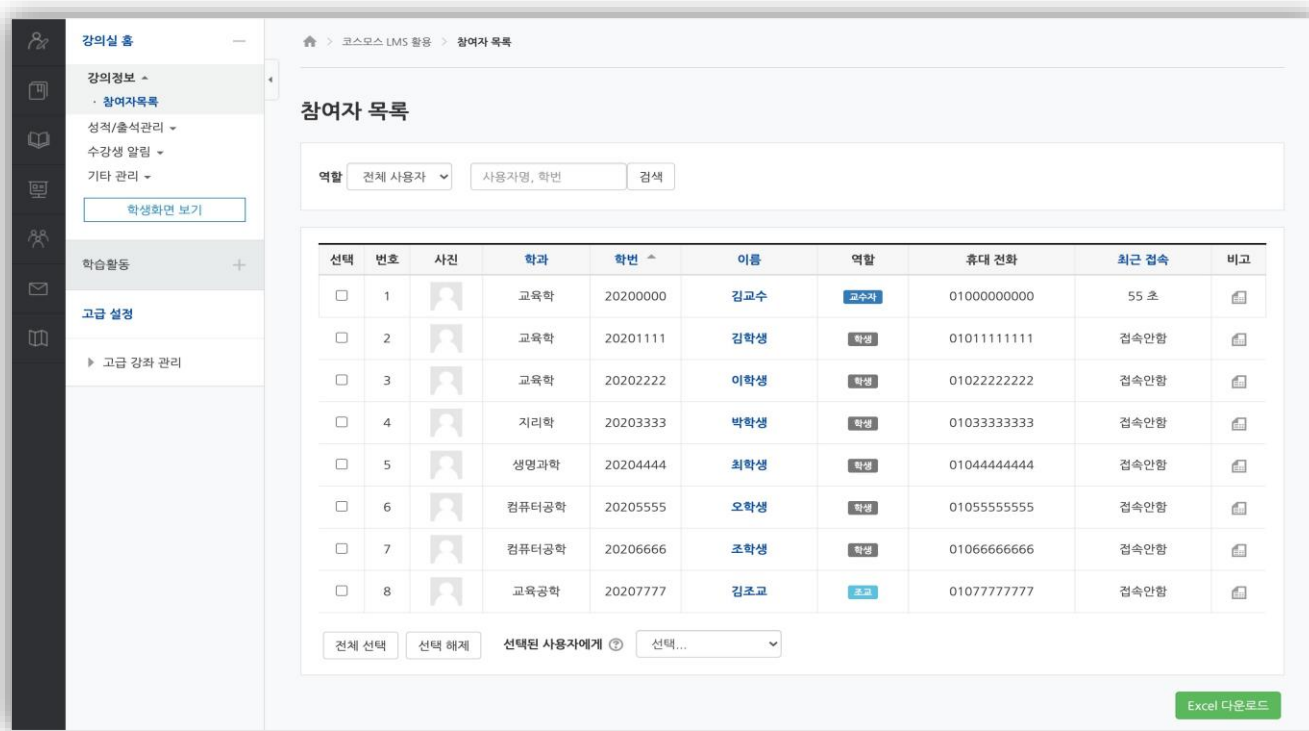 강의실 홈
강의정보
· 참여자목록
성적/출석관리
수강생 알림
기타 관리
학생화면 보기
학습활동
고급 설정
고급 강좌 관리
> 코스모스 LMS 활용 > 참여자 목록
참여자 목록
역할 전체 사용자 사용자명, 학번 검색
선택 번호 사진 학과 학번 이름 역할 휴대 전화 최근 접속 비고
1 교육학 20200000 김교수 교수자 01000000000 55 초
2 교육학 20201111 김학생 학생 01011111111 접속안함
3 교육학 20202222 이학생 학생 01022222222 접속안함
4 지리학 20203333 박학생 학생 01033333333 접속안함
5 생명과학 20204444 최학생 학생 01044444444 접속안함
6 컴퓨터공학 20205555 오학생 학생 01055555555 접속안함
7 컴퓨터공학 20206666 조학생 학생 01066666666 접속안함
8 교육공학 20207777 김조교 조교 01077777777 접속안함
전체 선택 선택 해제 선택된 사용자에게 ? 선택...
Excel 다운로드